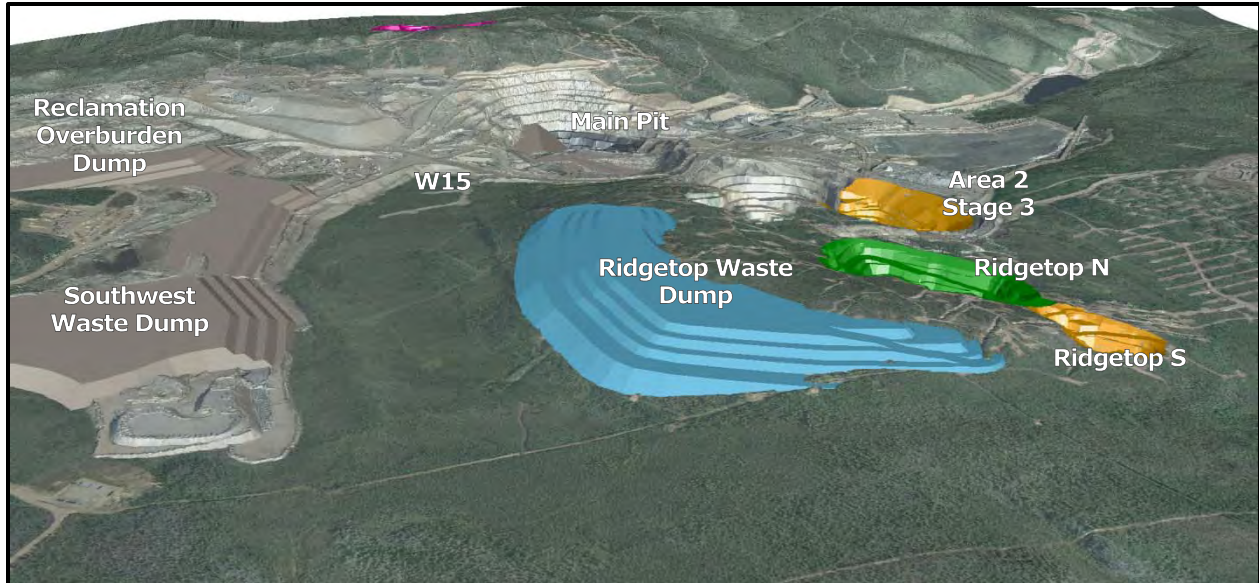 Reclamation
Overburden
Dump
Main Pit
W15
Area 2
Stage 3
Ridgetop Waste
Dump
Ridgetop N
Southwest
Waste Dump
Ridgetop S